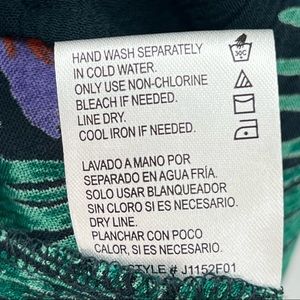 HAND WASH SEPARATELY
IN COLD WATER.
ONLY USE NON-CHLORINE
BLEACH IF NEEDED.
LINE DRY.
COOL IRON IF NEEDED.
30C
LAVADO A MANO POR
SEPARADO EN AGUA FRÍA.
SOLO USAR BLANQUEADOR
SIN CLORO SI ES NECESARIO.
DRY LINE.
PLANCHAR CON POCO
CALOR, SI ES NECESARIO.
STYLE # J1152F01